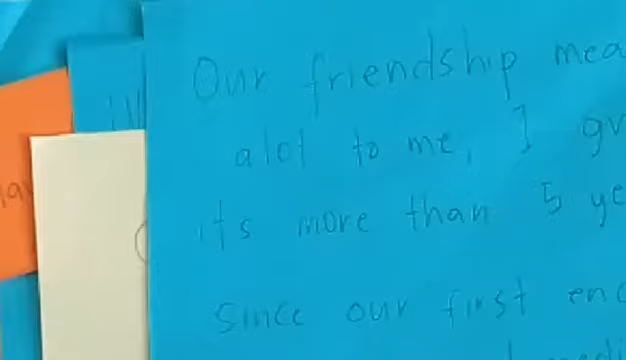 Our friendship mea
alot to me, I gu
its more than 5 ye
since our first enc